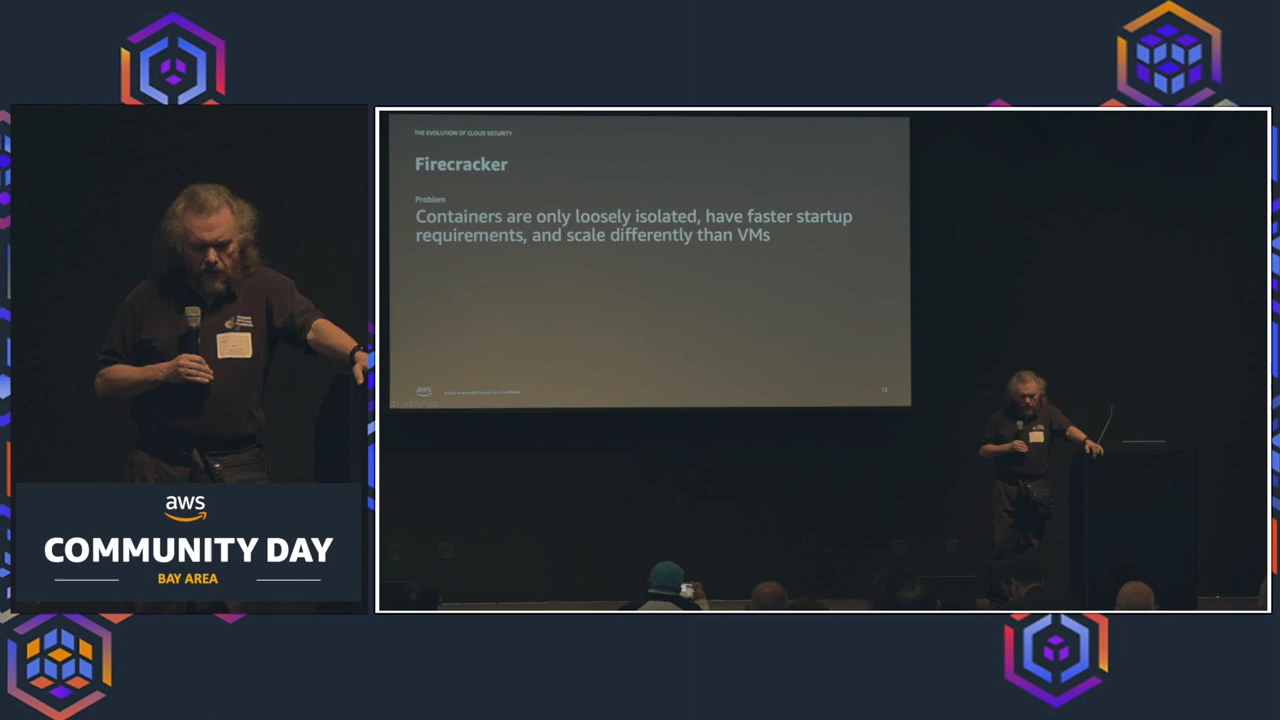 THE EVOLUTION OF CLOUD SECURITY
Firecracker
Problem
Containers are only loosely isolated, have faster startup
requirements, and scale differently than VMs
aws
aws
COMMUNITY DAY
BAY AREA